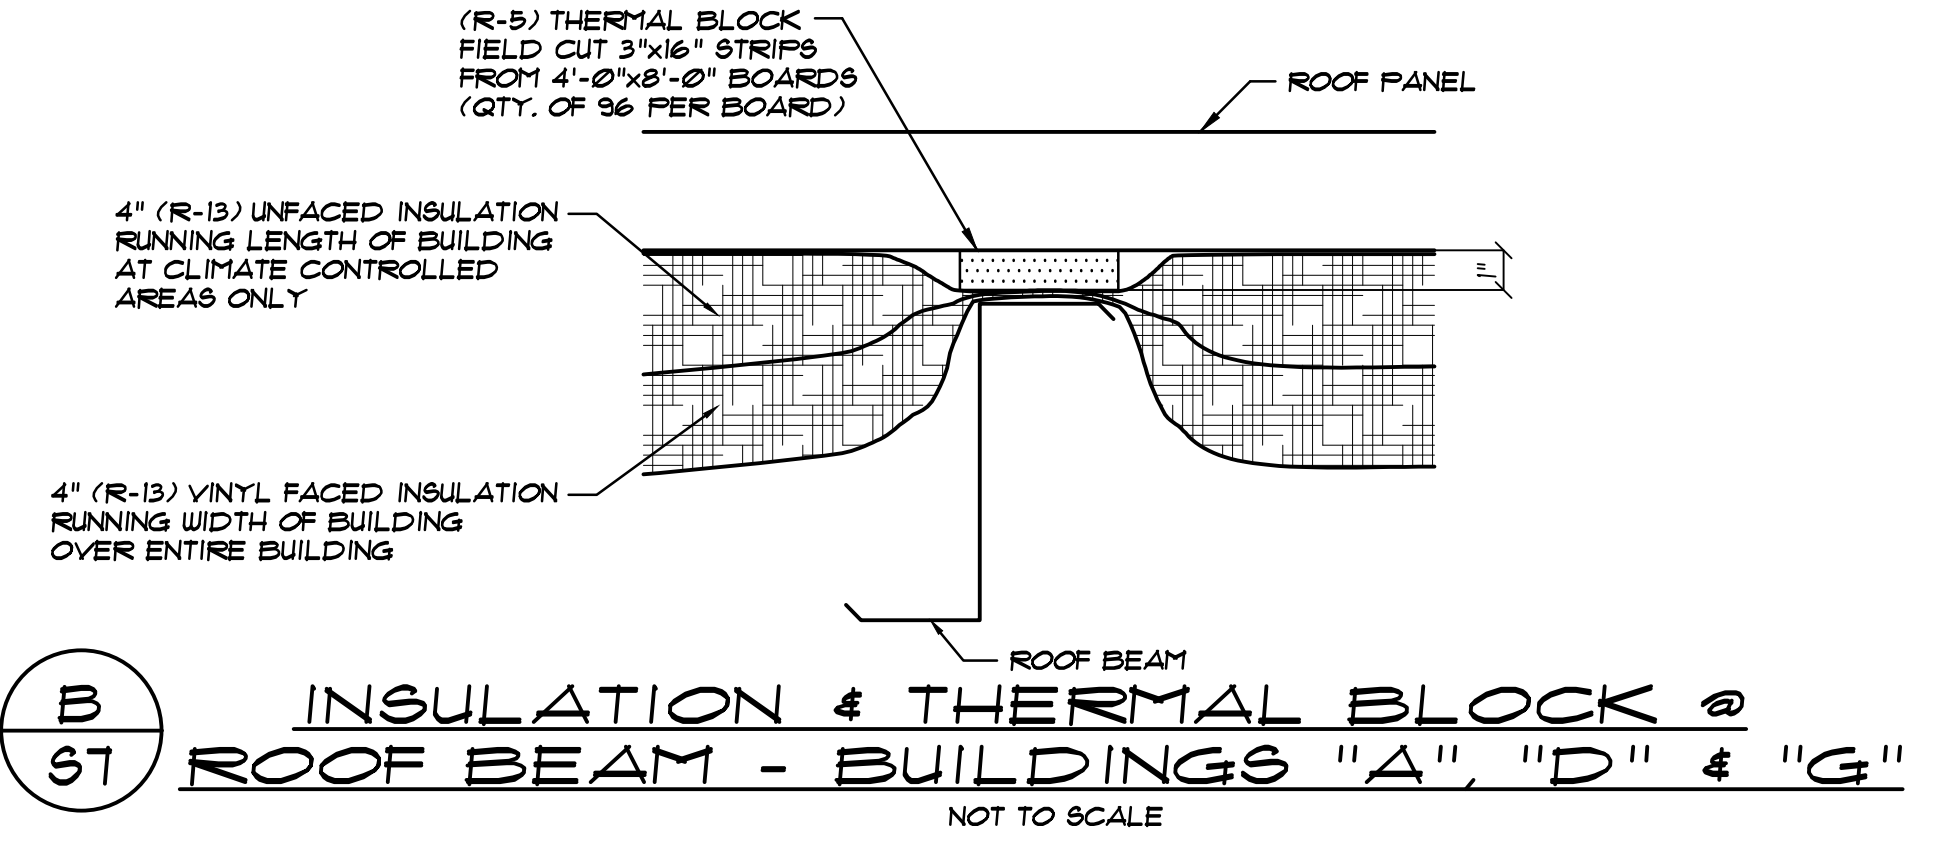 (R-5) THERMAL BLOCK
FIELD CUT 3"x16" STRIPS
FROM 4'-0"x8'-0" BOARDS
(QTY. OF 96 PER BOARD)
ROOF PANEL
4" (R-13) UNFACED INSULATION
RUNNING LENGTH OF BUILDING
AT CLIMATE CONTROLLED
AREAS ONLY
1"
4" (R-13) VINYL FACED INSULATION
RUNNING WIDTH OF BUILDING
OVER ENTIRE BUILDING
ROOF BEAM
B
S7
INSULATION & THERMAL BLOCK @
ROOF BEAM - BUILDINGS "A", "D" & "G"
NOT TO SCALE